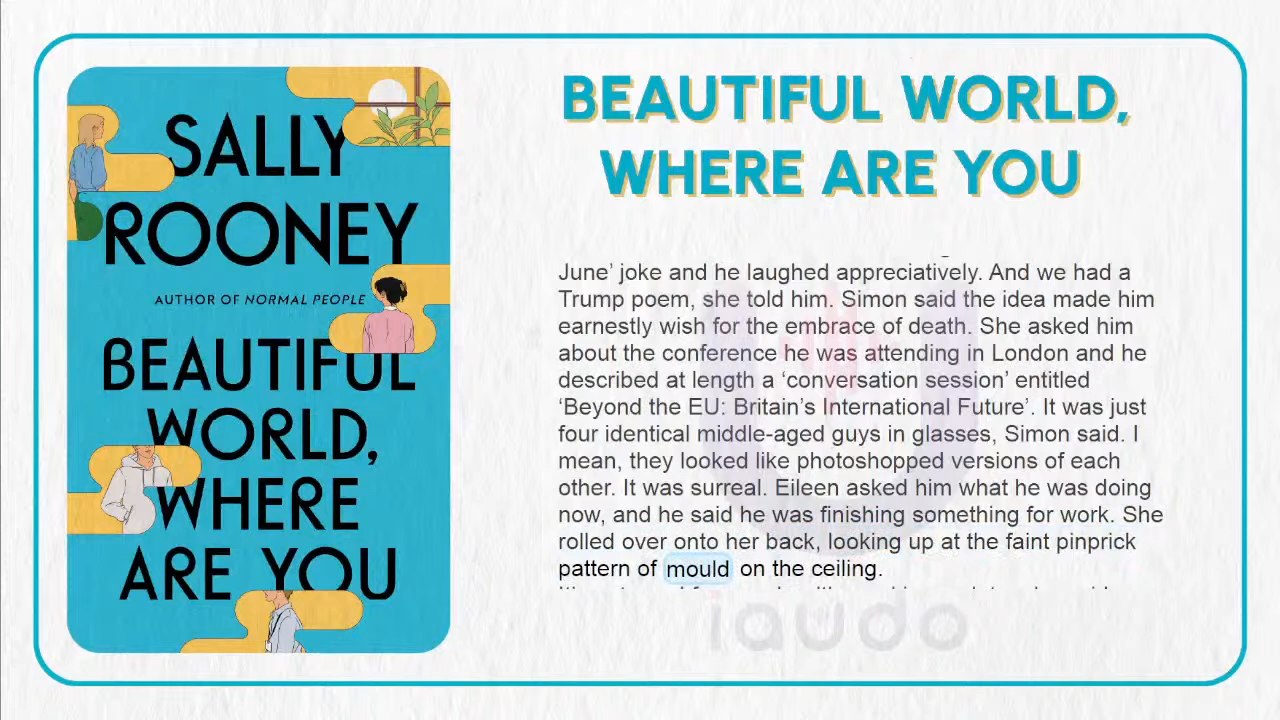 SALLY
ROONEY
AUTHOR OF NORMAL PEOPLE
BEAUTIFUL
WORLD,
WHERE
ARE YOU
BEAUTIFUL WORLD,
WHERE ARE YOU
June’ joke and he laughed appreciatively. And we had a
Trump poem, she told him. Simon said the idea made him
earnestly wish for the embrace of death. She asked him
about the conference he was attending in London and he
described at length a ‘conversation session’ entitled
‘Beyond the EU: Britain’s International Future’. It was just
four identical middle-aged guys in glasses, Simon said. I
mean, they looked like photoshopped versions of each
other. It was surreal. Eileen asked him what he was doing
now, and he said he was finishing something for work. She
rolled over onto her back, looking up at the faint pinprick
pattern of mould on the ceiling.
iaudo